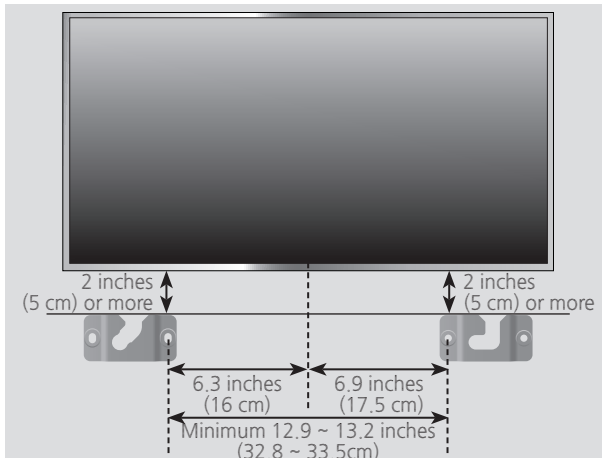 2 inches
(5 cm) or more
2 inches
(5 cm) or more
6.3 inches
(16 cm)
6.9 inches
(17.5 cm)
Minimum 12.9 ~ 13.2 inches
(32.8 ~ 33.5cm)